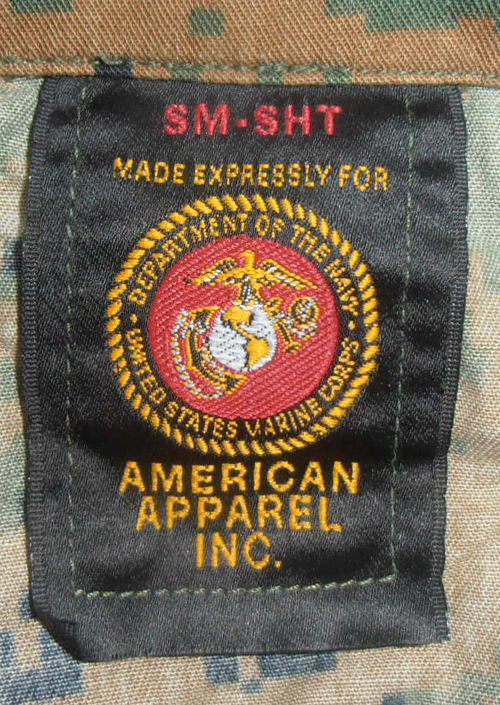 SM-SHT
MADE EXPRESSLY FOR
DEPARTMENT OF THE NAVY
UNITED STATES MARINE CORPS
AMERICAN
APPAREL
INC.